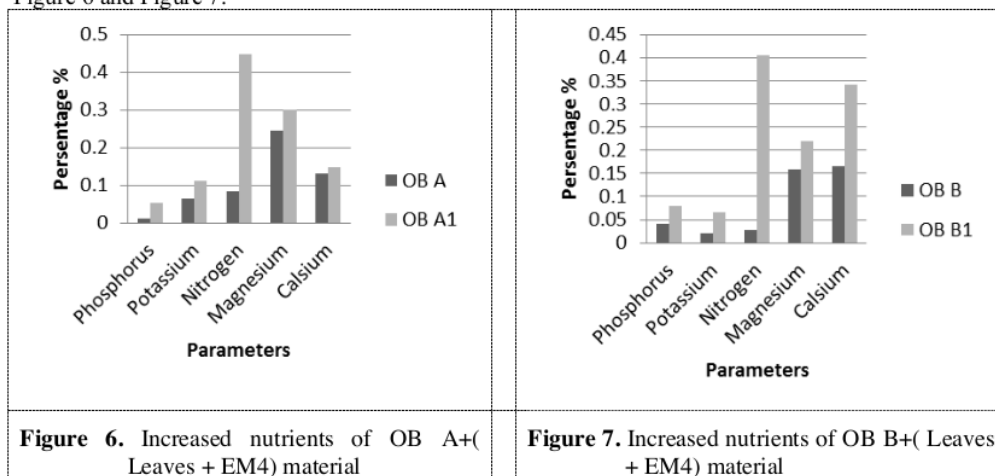 Figure 6 and Figure 7.
0.5
0.4
0.3
0.2
0.1
0
Persentage %
Phosphorus
Potassium
Nitrogen
Magnesium
Calsium
Parameters
OB A
OB A1
Figure 6. Increased nutrients of OB A+(
Leaves + EM4) material
0.45
0.4
0.35
0.3
0.25
0.2
0.15
0.1
0.05
0
Persentage %
Phosphorus
Potassium
Nitrogen
Magnesium
Calsium
Parameters
OB B
OB B1
Figure 7. Increased nutrients of OB B+( Leaves
+ EM4) material